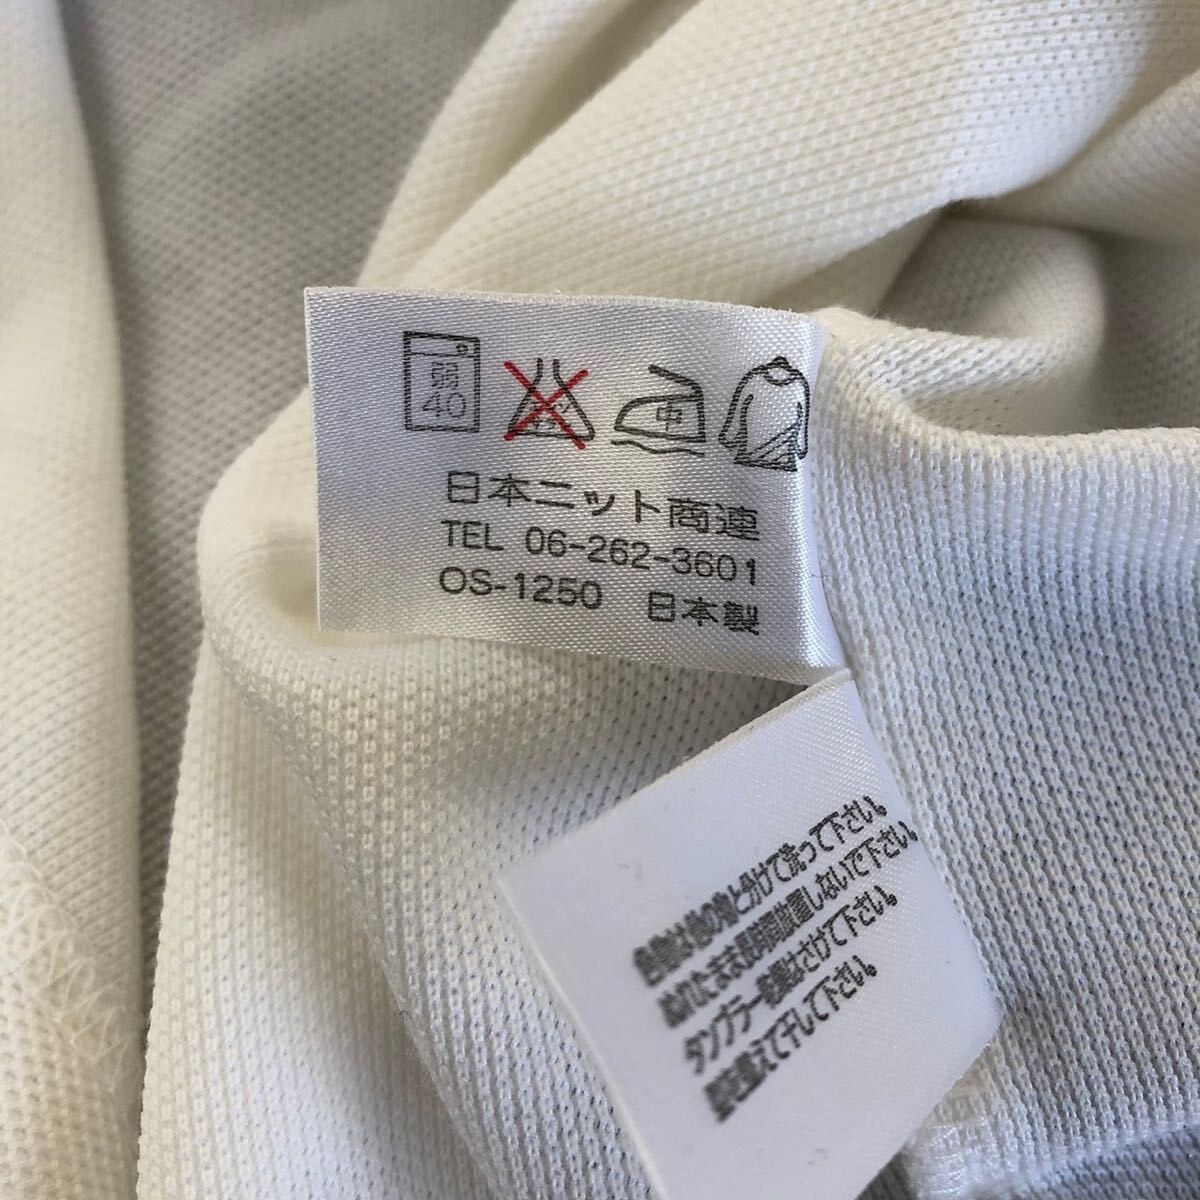 弱
40
中
日本ニット商連
TEL 06-262-3601
OS-1250 日本製
色物は他の物と分けて洗って下さい。
ぬれたまま長時間放置しないで下さい。
タンブラー乾燥はさけて下さい。
形を整えて干して下さい。